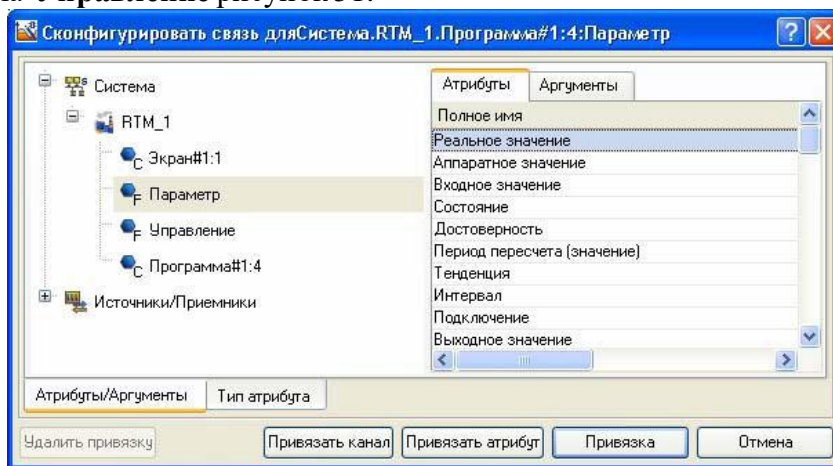 правление рисунок
Сконфигурировать связь дляСистема.RTM_1.Программа#1:4:Параметр
Система
RTM_1
Экран#1:1
Параметр
Управление
Программа#1:4
Источники/Приемники
Атрибуты/Аргументы Тип атрибута
Атрибуты Аргументы
Полное имя
Реальное значение
Аппаратное значение
Входное значение
Состояние
Достоверность
Период пересчета (значение)
Тенденция
Интервал
Подключение
Выходное значение
Удалить привязку Привязать канал Привязать атрибут Привязка Отмена